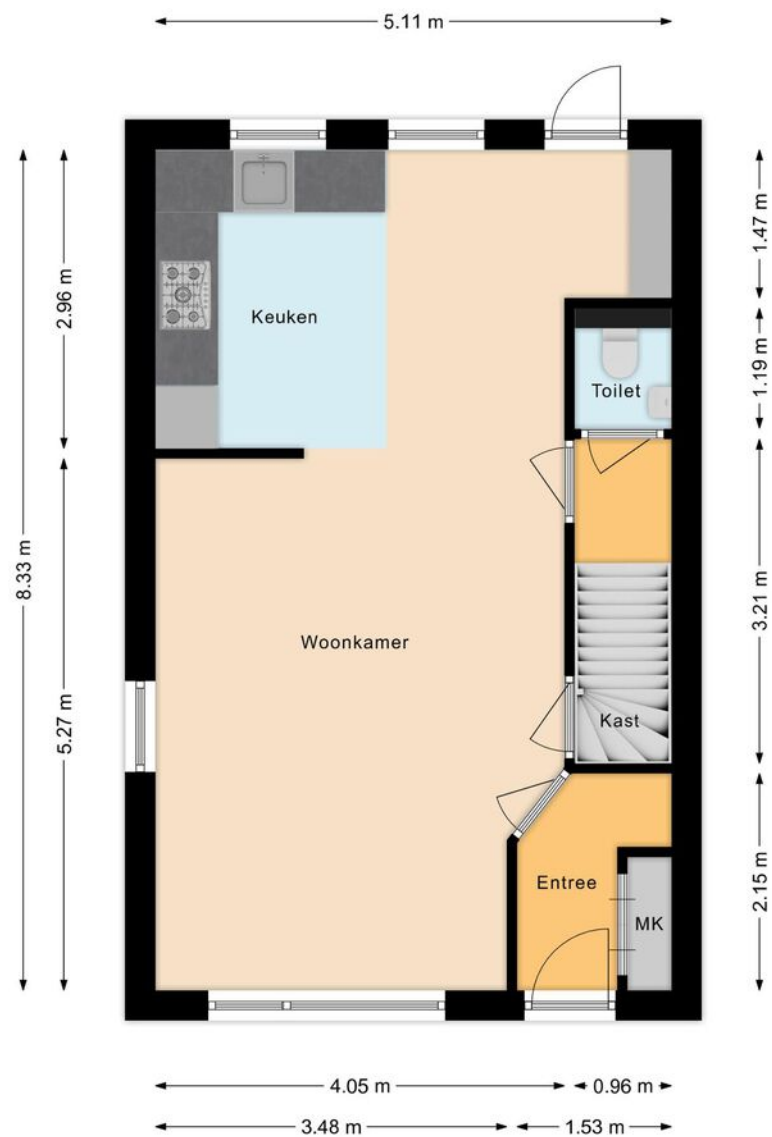 5.11 m
1.47 m
2.96 m
Keuken
1.19 m
Toilet
8.33 m
3.21 m
Woonkamer
5.27 m
Kast
2.15 m
Entree
MK
4.05 m
0.96 m
3.48 m
1.53 m